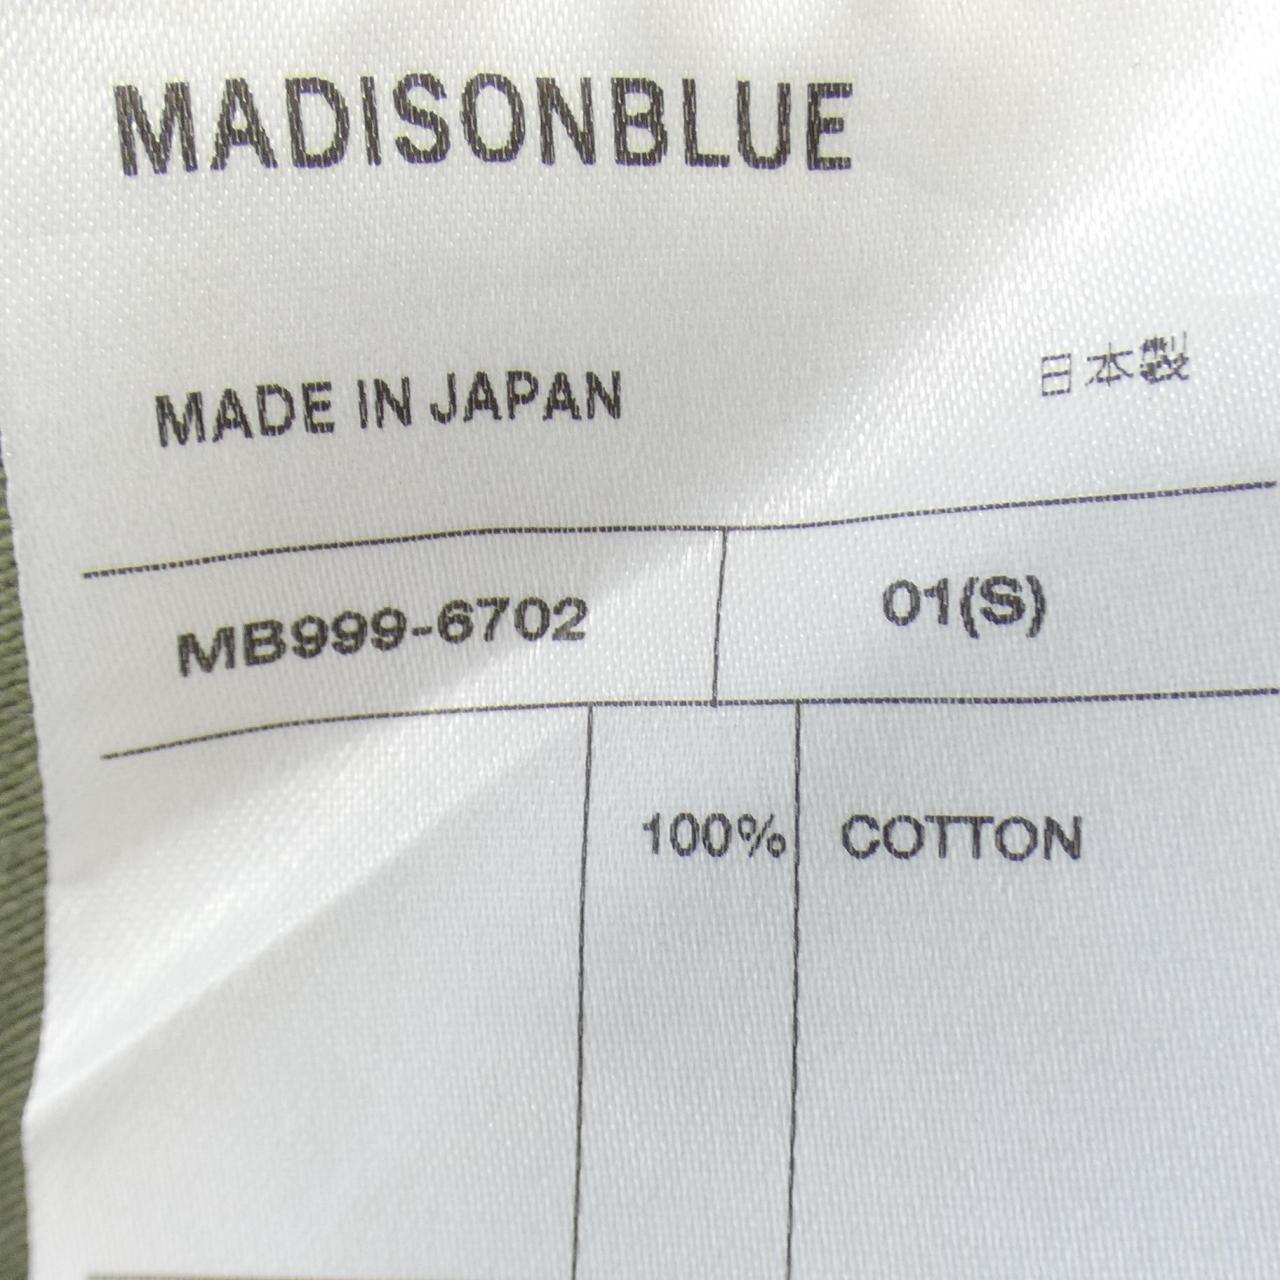 MADISONBLUE
MADE IN JAPAN 日本製
MB999-6702 01(S)
100% COTTON